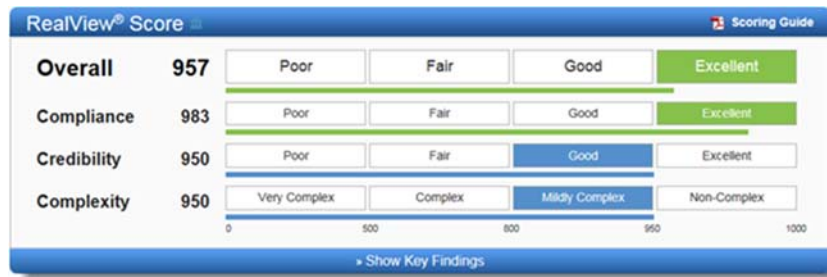 RealView® Score
Scoring Guide
Overall 957 Poor Fair Good Excellent
Compliance 983 Poor Fair Good Excellent
Credibility 950 Poor Fair Good Excellent
Complexity 950 Very Complex Complex Mildly Complex Non-Complex
0 500 800 950 1000
» Show Key Findings